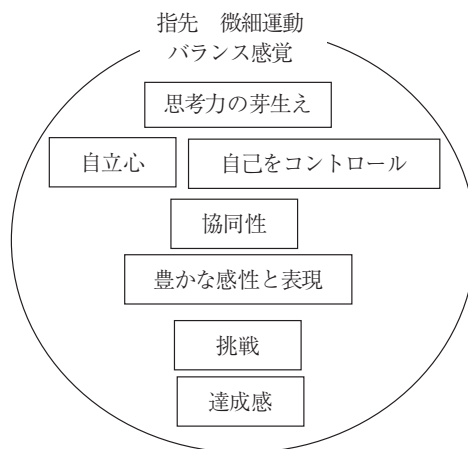 指先　微細運動
バランス感覚
思考力の芽生え
自立心
自己をコントロール
協同性
豊かな感性と表現
挑戦
達成感